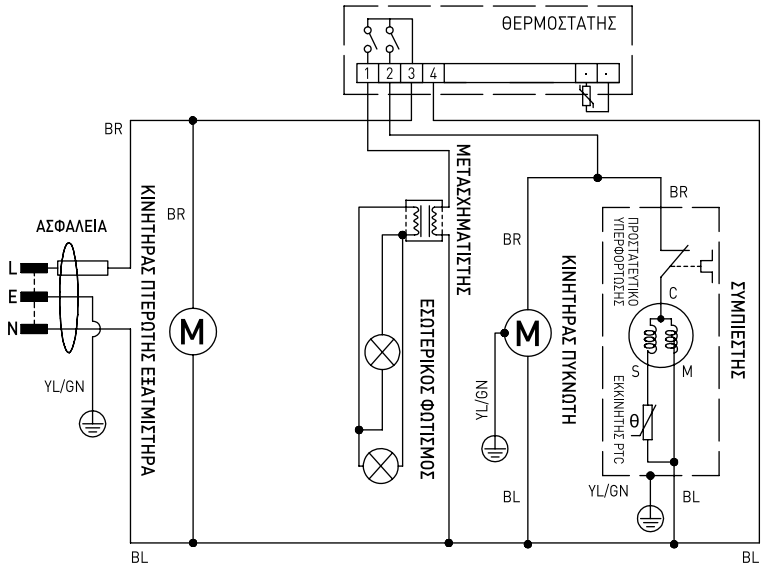 ΘΕΡΜΟΣΤΑΤΗΣ
1 2 3 4
BR
ΑΣΦΑΛΕΙΑ
L
E
N
YL/GN
ΚΙΝΗΤΗΡΑΣ ΠΤΕΡΩΤΗΣ ΕΞΑΤΜΙΣΤΗΡΑ
BR
M
ΜΕΤΑΣΧΗΜΑΤΙΣΤΗΣ
ΕΣΩΤΕΡΙΚΟΣ ΦΩΤΙΣΜΟΣ
BR
M
YL/GN
ΚΙΝΗΤΗΡΑΣ ΠΥΚΝΩΤΗ
BL
BR
ΠΡΟΣΤΑΤΕΥΤΙΚΟ
ΥΠΕΡΦΟΡΤΩΣΗΣ
C
S
M
θ
ΕΚΚΙΝΗΤΗΣ PTC
ΣΥΜΠΙΕΣΤΗΣ
YL/GN
BL
BL
BL